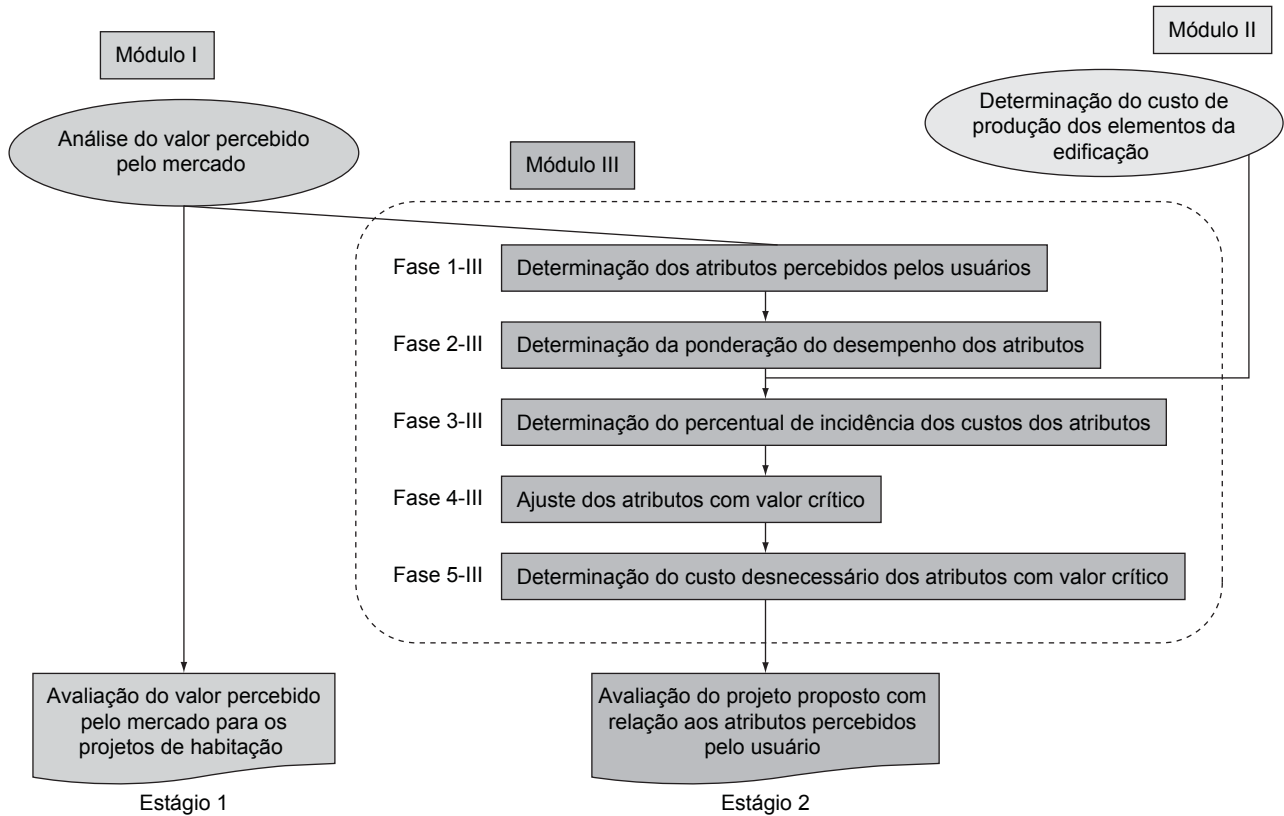 Módulo I
Módulo II
Análise do valor percebido
pelo mercado
Determinação do custo de
produção dos elementos da
edificação
Módulo III
Fase 1-III
Determinação dos atributos percebidos pelos usuários
Fase 2-III
Determinação da ponderação do desempenho dos atributos
Fase 3-III
Determinação do percentual de incidência dos custos dos atributos
Fase 4-III
Ajuste dos atributos com valor crítico
Fase 5-III
Determinação do custo desnecessário dos atributos com valor crítico
Avaliação do valor percebido
pelo mercado para os
projetos de habitação
Estágio 1
Avaliação do projeto proposto com
relação aos atributos percebidos
pelo usuário
Estágio 2